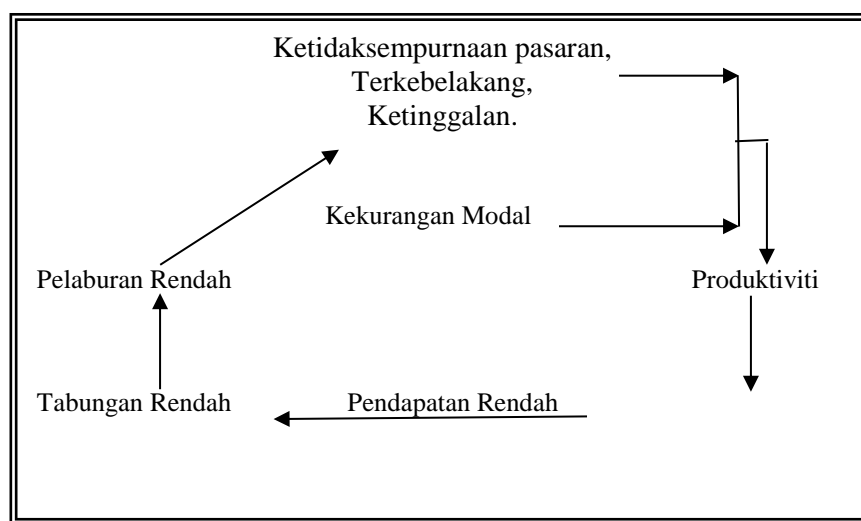 Ketidaksempurnaan pasaran,
Terkebelakang,
Ketinggalan.
Kekurangan Modal
Pelaburan Rendah
Produktiviti
Tabungan Rendah
Pendapatan Rendah